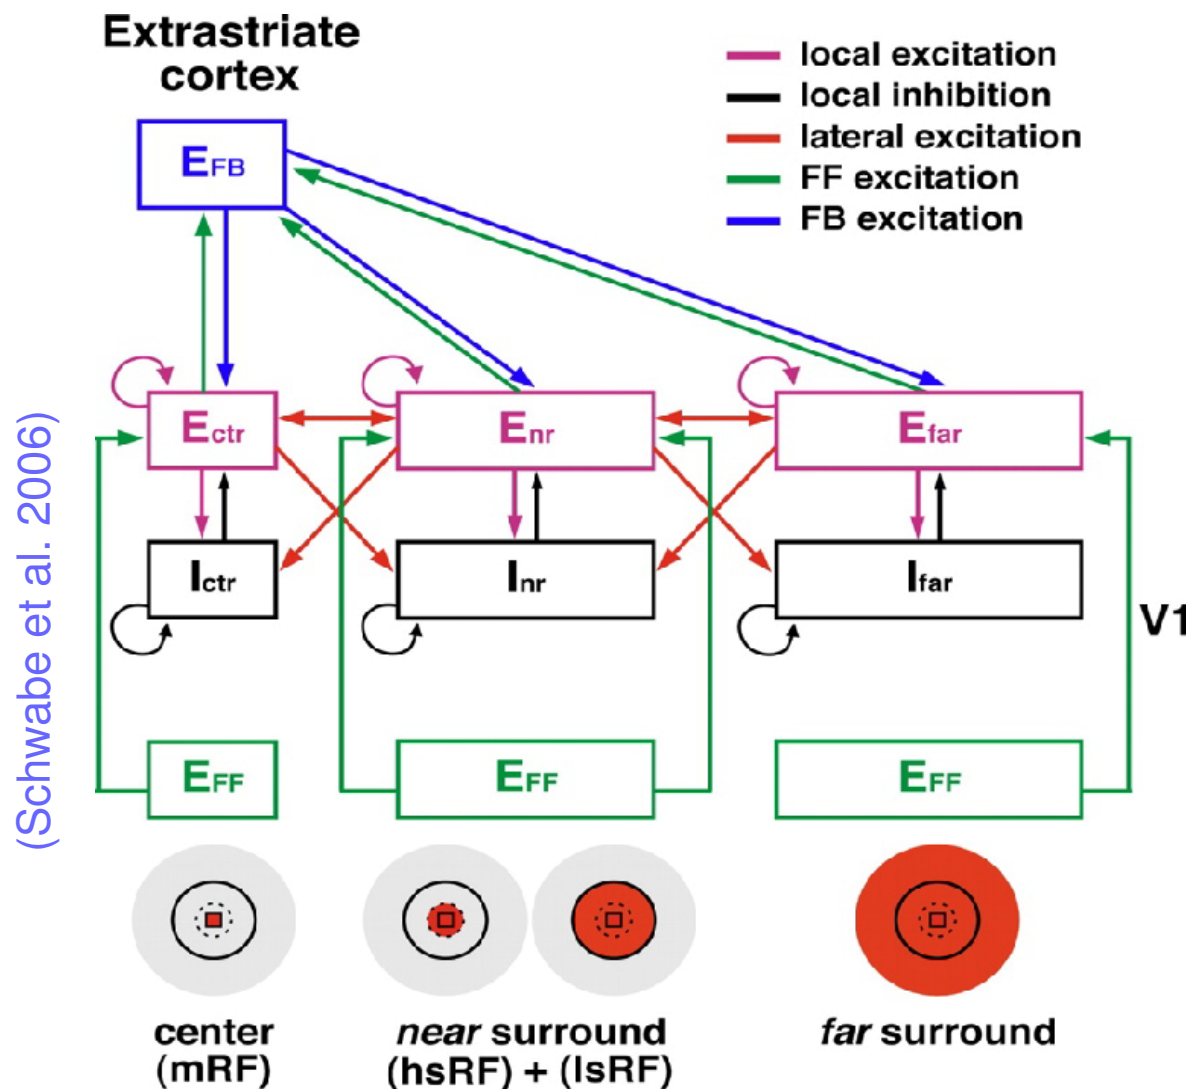 Extrastriate
cortex
local excitation
local inhibition
lateral excitation
FF excitation
FB excitation
EFB
Ectr
Enr
Efar
Ictr
Inr
Ifar
V1
EFF
EFF
EFF
(Schwabe et al. 2006)
center
(mRF)
near surround
(hsRF) + (lsRF)
far surround